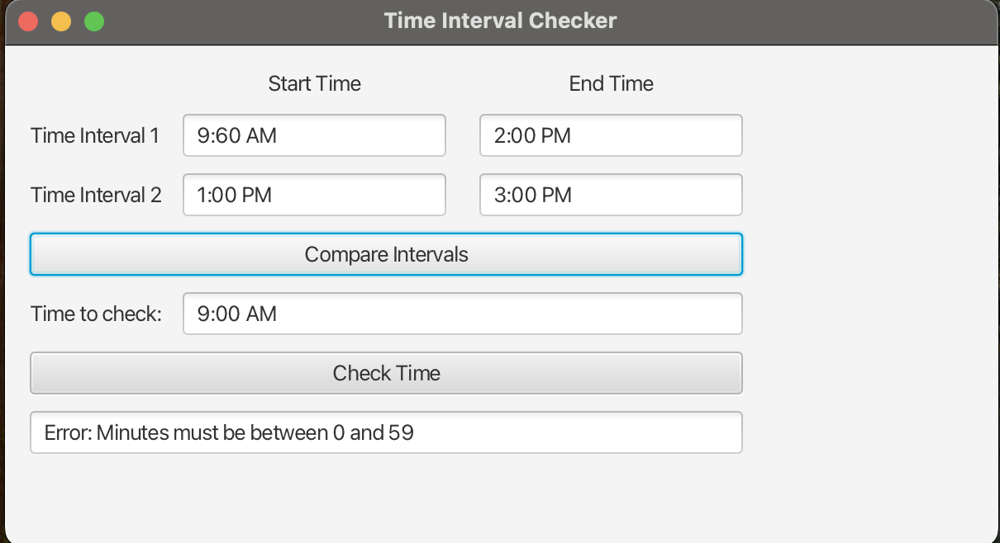 Time Interval Checker
Start Time End Time
Time Interval 1 9:60 AM 2:00 PM
Time Interval 2 1:00 PM 3:00 PM
Compare Intervals
Time to check: 9:00 AM
Check Time
Error: Minutes must be between 0 and 59